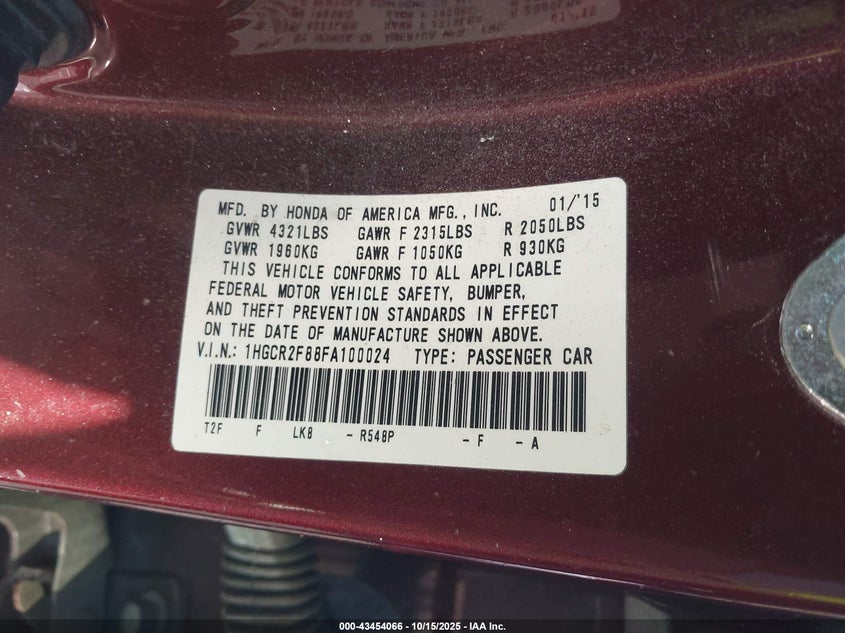 MFD. BY HONDA OF AMERICA MFG., INC. 01/'15
GVWR 4321LBS GAWR F 2315LBS R 2050LBS
GVWR 1960KG GAWR F 1050KG R 930KG
THIS VEHICLE CONFORMS TO ALL APPLICABLE
FEDERAL MOTOR VEHICLE SAFETY, BUMPER,
AND THEFT PREVENTION STANDARDS IN EFFECT
ON THE DATE OF MANUFACTURE SHOWN ABOVE.
V.I.N.: 1HGCR2F88FA100024 TYPE: PASSENGER CAR
T2F F LK8 - R548P - F - A
000-43454066 - 10/15/2025 - IAA Inc.